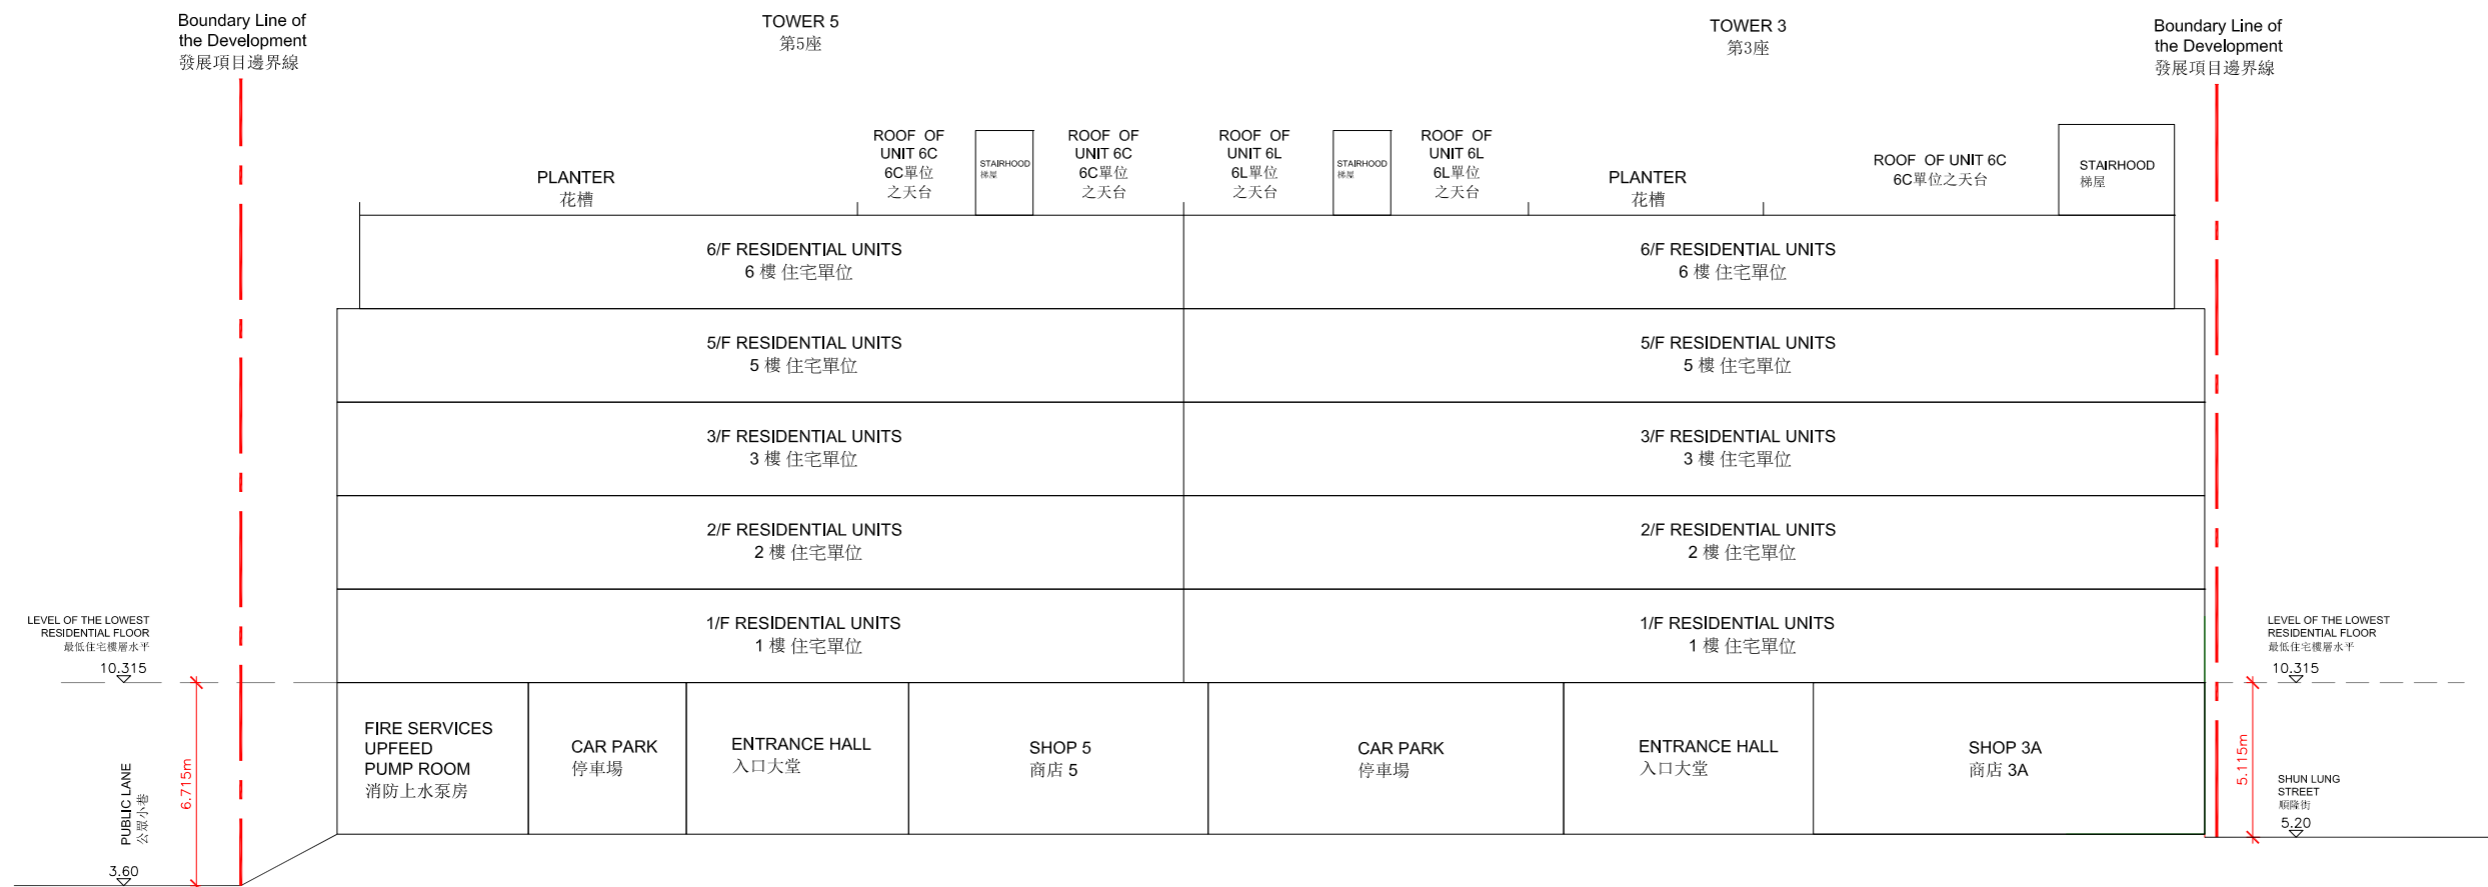 Boundary Line of
the Development
發展項目邊界線
TOWER 5
第5座
TOWER 3
第3座
Boundary Line of
the Development
發展項目邊界線
PLANTER
花槽
ROOF OF
UNIT 6C
6C單位
之天台
STAIRHOOD
梯屋
ROOF OF
UNIT 6C
6C單位
之天台
ROOF OF
UNIT 6L
6L單位
之天台
STAIRHOOD
梯屋
ROOF OF
UNIT 6L
6L單位
之天台
PLANTER
花槽
ROOF OF UNIT 6C
6C單位之天台
STAIRHOOD
梯屋
6/F RESIDENTIAL UNITS
6 樓 住宅單位
6/F RESIDENTIAL UNITS
6 樓 住宅單位
5/F RESIDENTIAL UNITS
5 樓 住宅單位
5/F RESIDENTIAL UNITS
5 樓 住宅單位
3/F RESIDENTIAL UNITS
3 樓 住宅單位
3/F RESIDENTIAL UNITS
3 樓 住宅單位
2/F RESIDENTIAL UNITS
2 樓 住宅單位
2/F RESIDENTIAL UNITS
2 樓 住宅單位
1/F RESIDENTIAL UNITS
1 樓 住宅單位
1/F RESIDENTIAL UNITS
1 樓 住宅單位
LEVEL OF THE LOWEST
RESIDENTIAL FLOOR
最低住宅樓層水平
10.315
LEVEL OF THE LOWEST
RESIDENTIAL FLOOR
最低住宅樓層水平
10.315
6.715m
PUBLIC LANE
公眾小巷
3.60
FIRE SERVICES
UPFEED
PUMP ROOM
消防上水泵房
CAR PARK
停車場
ENTRANCE HALL
入口大堂
SHOP 5
商店 5
CAR PARK
停車場
ENTRANCE HALL
入口大堂
SHOP 3A
商店 3A
5.115m
SHUN LUNG
STREET
順隆街
5.20